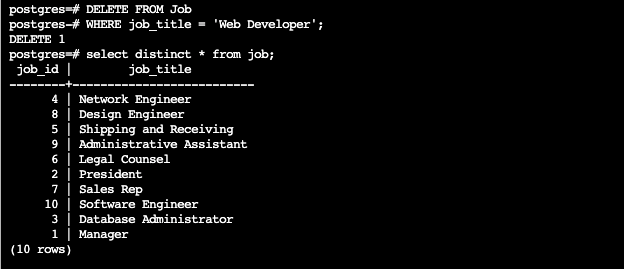 postgres=# DELETE FROM Job
postgres-# WHERE job_title = 'Web Developer';
DELETE 1
postgres=# select distinct * from job;
 job_id |        job_title
--------+-------------------------
      4 | Network Engineer
      8 | Design Engineer
      5 | Shipping and Receiving
      9 | Administrative Assistant
      6 | Legal Counsel
      2 | President
      7 | Sales Rep
     10 | Software Engineer
      3 | Database Administrator
      1 | Manager
(10 rows)